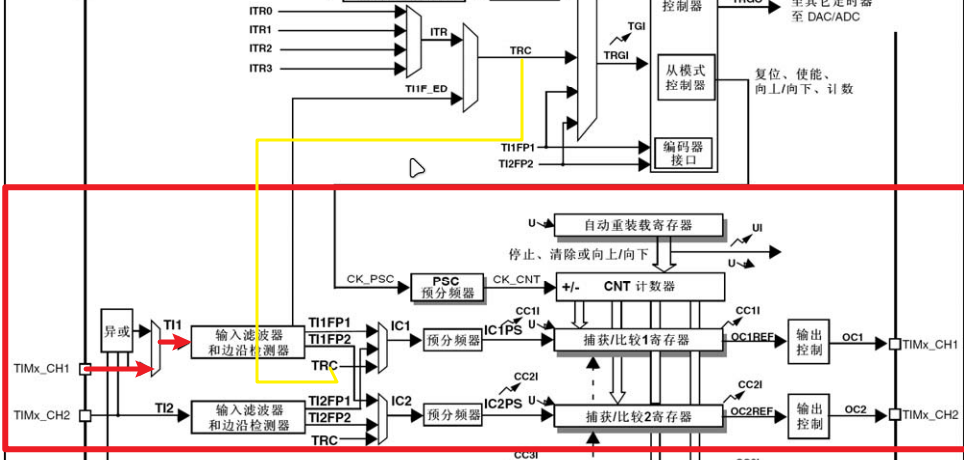 ITR0
ITR1
ITR2
ITR3
ITR
TI1F_ED
TRC
TGI
TRGI
控制器
至其它定时器
至 DAC/ADC
从模式
控制器
复位、使能、
向上/向下、计数
TI1FP1
TI2FP2
编码器
接口
U
自动重装载寄存器
UI
停止、清除或向上/向下
U
CK_PSC
PSC
预分频器
CK_CNT
+/-
CNT 计数器
异或
TI1
输入滤波器
和边沿检测器
TI1FP1
TI1FP2
TRC
IC1
预分频器
IC1PS
CC1I
U
捕获/比较1寄存器
CC1I
OC1REF
输出
控制
OC1
TIMx_CH1
TIMx_CH1
TIMx_CH2
TI2
输入滤波器
和边沿检测器
TI2FP1
TI2FP2
TRC
IC2
预分频器
IC2PS
CC2I
U
捕获/比较2寄存器
CC2I
OC2REF
输出
控制
OC2
TIMx_CH2
CC3I